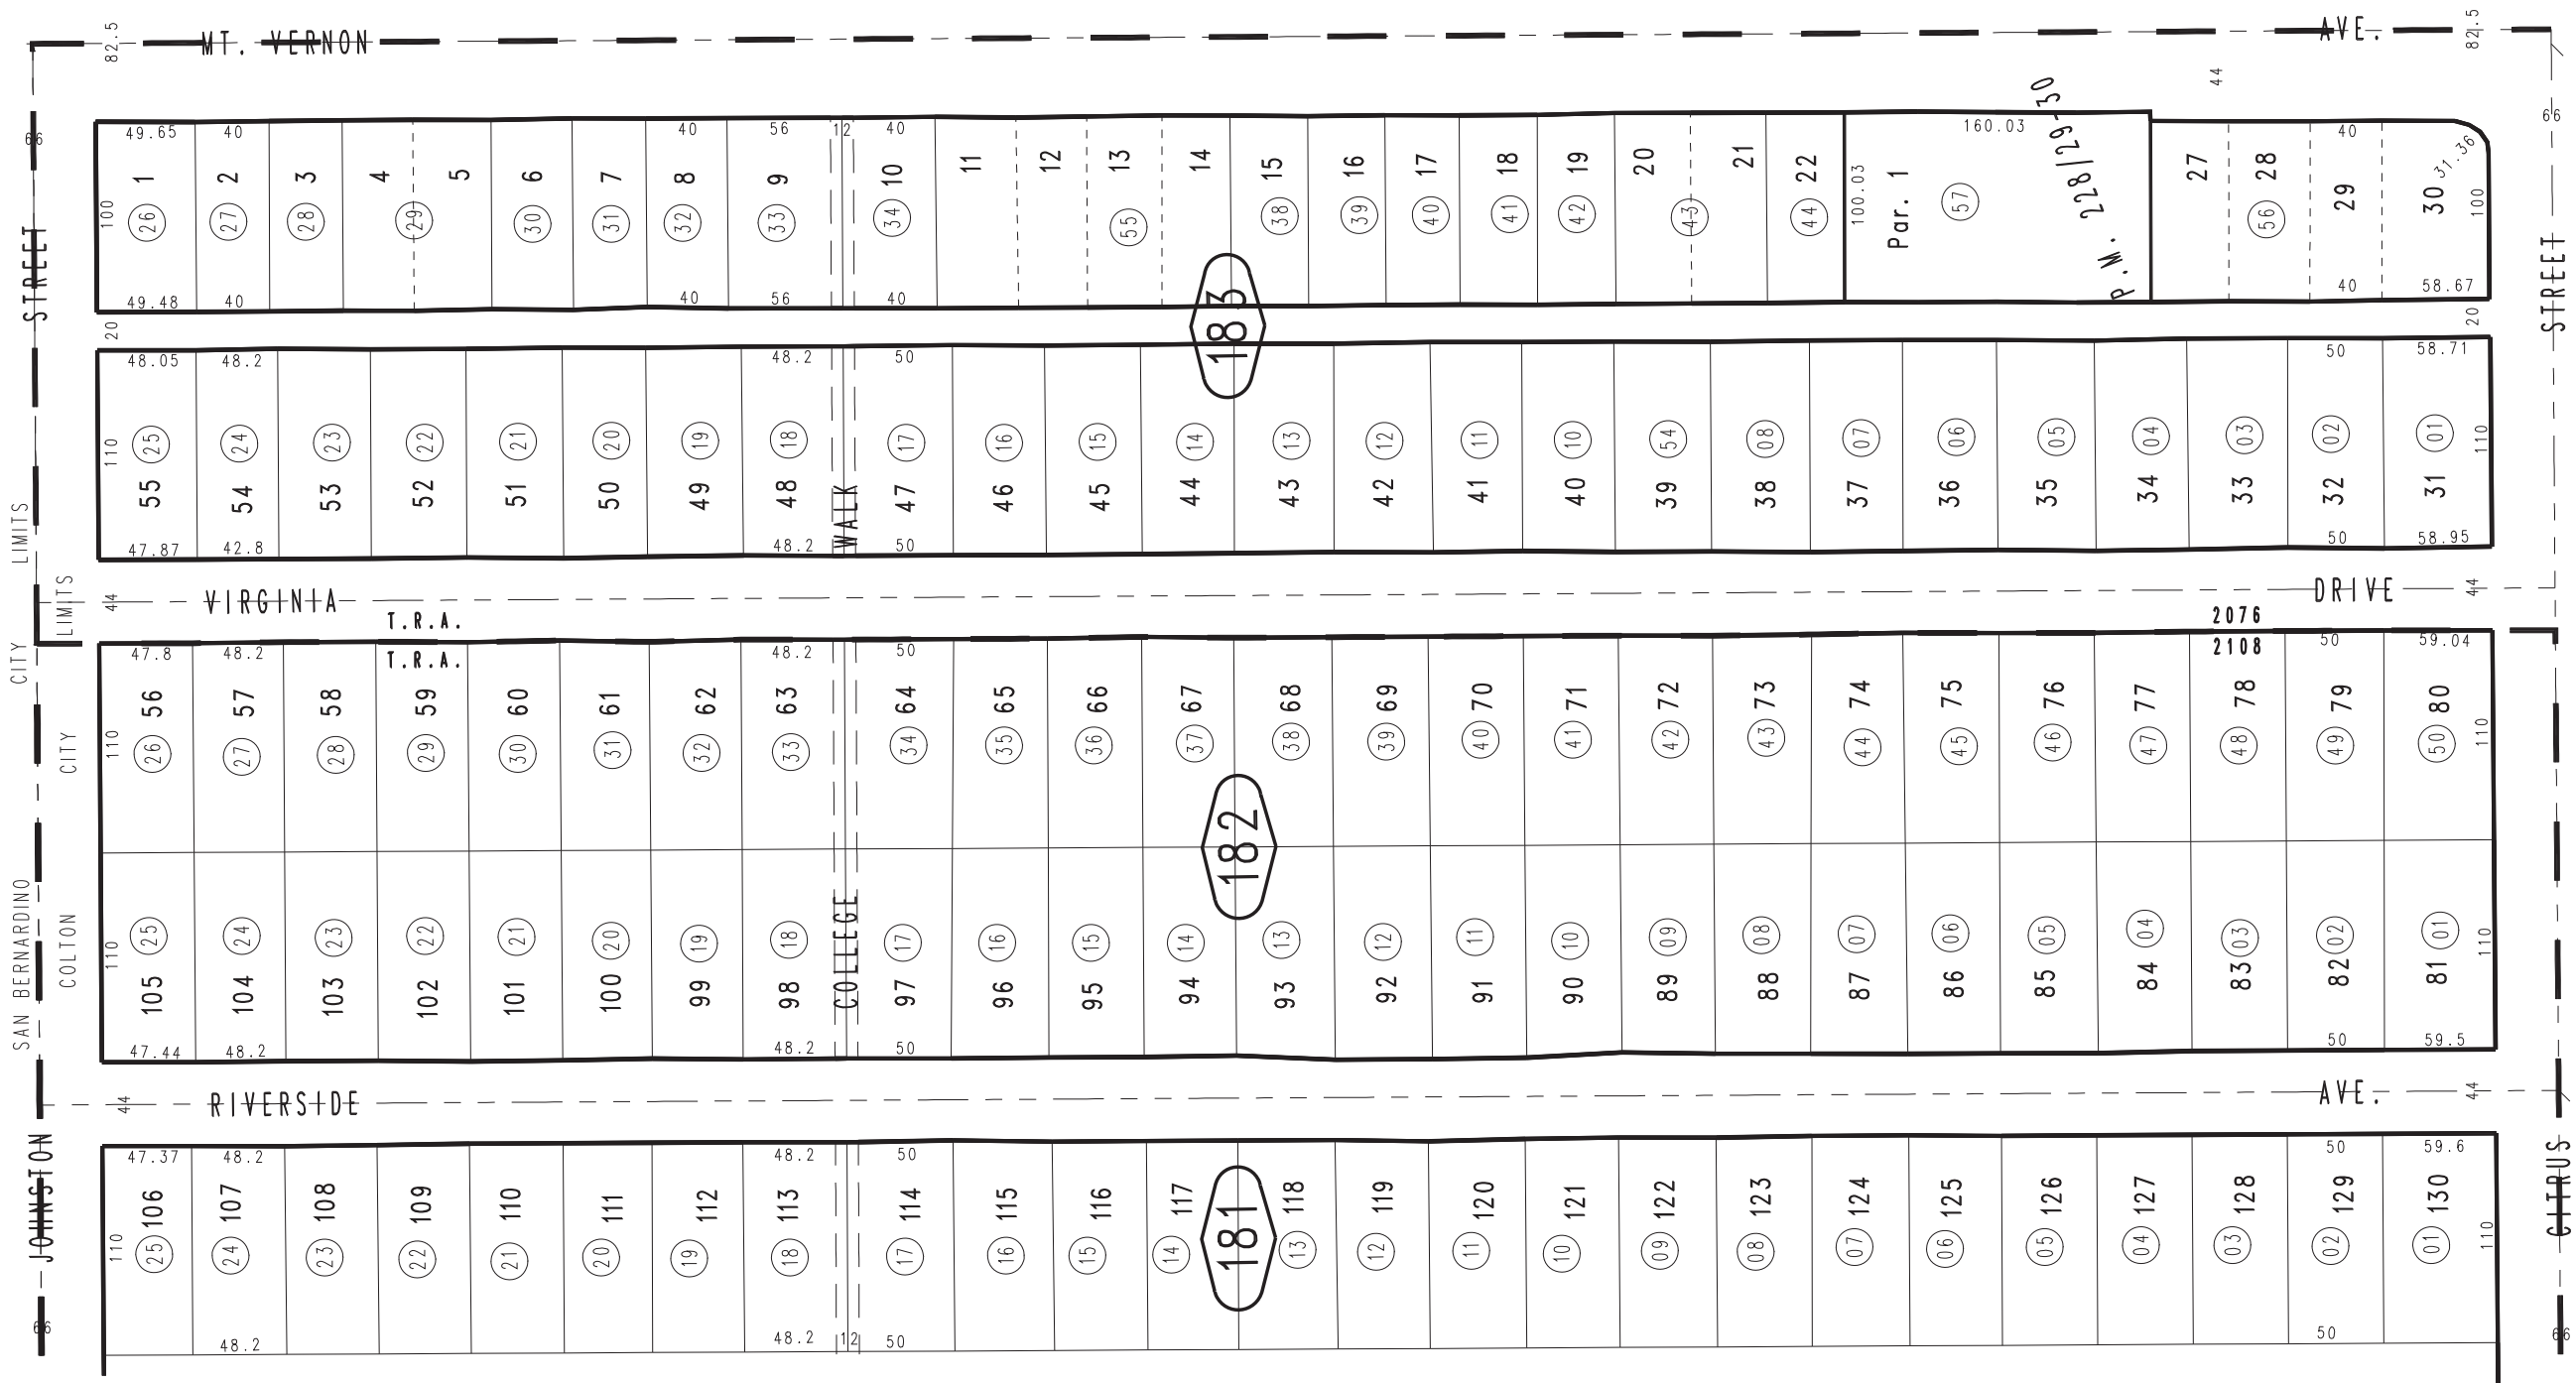 82.5 MT. VERNON AVE. 82.5
44
66 66
49.65 40 40 56 12 40 160.03 40 31.36
1 2 3 4 5 6 7 8 9 10 11 12 13 14 15 16 17 18 19 20 21 22 Par. 1 P.M. 228/29-30 27 28 29 30
100 26 27 28 29 30 31 32 33 34 55 38 39 40 41 42 43 44 100.03 57 56 100
49.48 40 40 56 40 40 58.67
STREET STREET
183
20 20
48.05 48.2 48.2 50 50 58.71
110 25 24 23 22 21 20 19 18 17 16 15 14 13 12 11 10 54 08 07 06 05 04 03 02 01 110
55 54 53 52 51 50 49 48 47 46 45 44 43 42 41 40 39 38 37 36 35 34 33 32 31
47.87 42.8 48.2 WALK 50 50 58.95
CITY LIMITS
CITY LIMITS
44 VIRGINIA DRIVE 44
T.R.A. 2076
T.R.A. 2108
47.8 48.2 48.2 50 50 59.04
56 57 58 59 60 61 62 63 64 65 66 67 68 69 70 71 72 73 74 75 76 77 78 79 80
110 26 27 28 29 30 31 32 33 34 35 36 37 38 39 40 41 42 43 44 45 46 47 48 49 50 110
182
SAN BERNARDINO
COLTON
110 25 24 23 22 21 20 19 18 17 16 15 14 13 12 11 10 09 08 07 06 05 04 03 02 01 110
105 104 103 102 101 100 99 98 COLLEGE 97 96 95 94 93 92 91 90 89 88 87 86 85 84 83 82 81
47.44 48.2 48.2 50 50 59.5
44 RIVERSIDE AVE. 44
47.37 48.2 48.2 50 50 59.6
JOHNSTON CITRUS
106 107 108 109 110 111 112 113 114 115 116 117 118 119 120 121 122 123 124 125 126 127 128 129 130
181
110 25 24 23 22 21 20 19 18 17 16 15 14 13 12 11 10 09 08 07 06 05 04 03 02 01 110
66 48.2 48.2 12 50 50 66